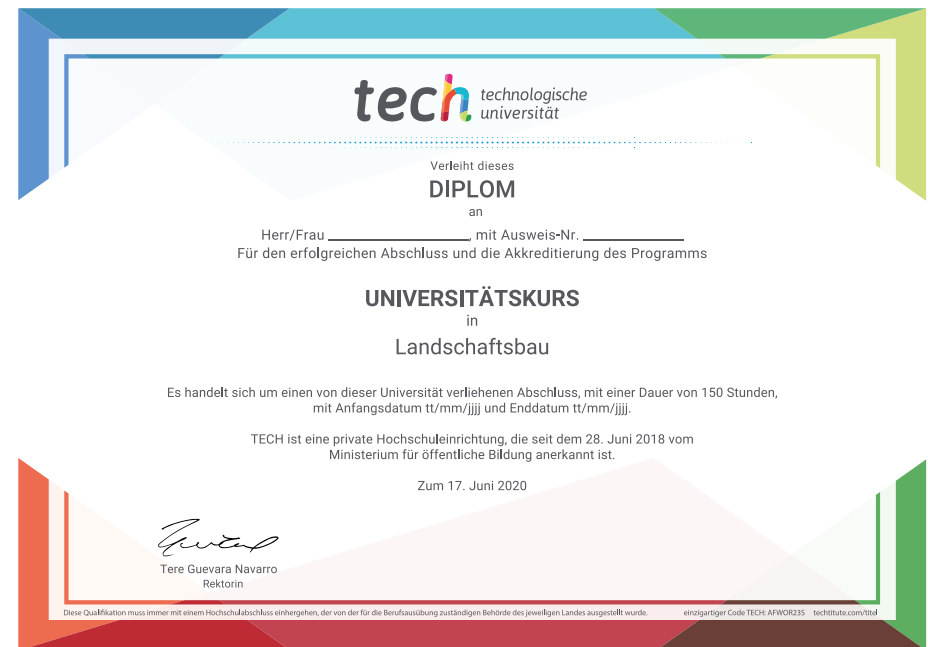 tech technologische
universität
Verleiht dieses
DIPLOM
an
Herr/Frau ____________________, mit Ausweis-Nr. ______________
Für den erfolgreichen Abschluss und die Akkreditierung des Programms
UNIVERSITÄTSKURS
in
Landschaftsbau
Es handelt sich um einen von dieser Universität verliehenen Abschluss, mit einer Dauer von 150 Stunden,
mit Anfangsdatum tt/mm/jjjj und Enddatum tt/mm/jjjj.
TECH ist eine private Hochschuleinrichtung, die seit dem 28. Juni 2018 vom
Ministerium für öffentliche Bildung anerkannt ist.
Zum 17. Juni 2020
Tere Guevara Navarro
Rektorin
Diese Qualifikation muss immer mit einem Hochschulabschluss einhergehen, der von der für die Berufsausübung zuständigen Behörde des jeweiligen Landes ausgestellt wurde. einzigartiger Code TECH: AFWOR23S techtitute.com/titel